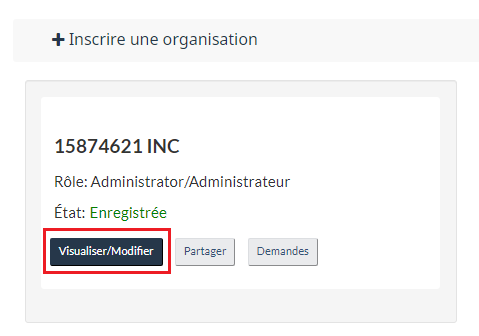 + Inscrire une organisation
15874621 INC
Rôle: Administrator/Administrateur
État: Enregistrée
Visualiser/Modifier Partager Demandes